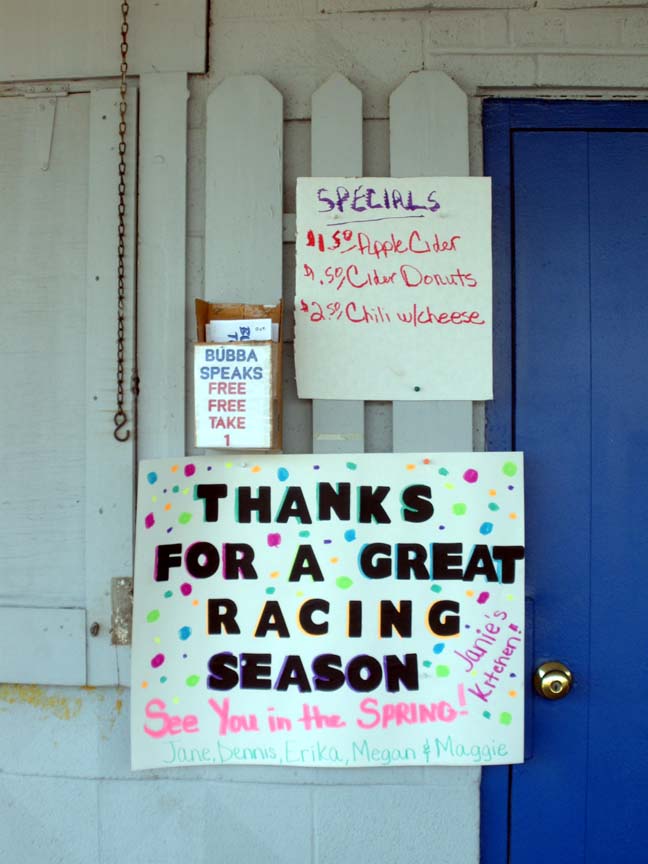 SPECIALS
$1.50/Apple Cider
$.50/Cider Donuts
$2.50/Chili w/cheese
BUBBA
SPEAKS
FREE
FREE
TAKE
1
THANKS
FOR A GREAT
RACING
SEASON
Janie's
Kitchen!
See You in the SPRING!
Jane, Dennis, Erika, Megan & Maggie